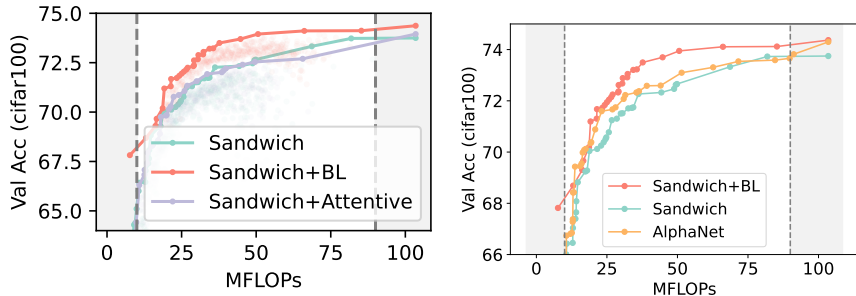 75.0
72.5
70.0
67.5
65.0
Val Acc (cifar100)
Sandwich
Sandwich+BL
Sandwich+Attentive
0 25 50 75 100
MFLOPs
74
72
70
68
66
Val Acc (cifar100)
Sandwich+BL
Sandwich
AlphaNet
0 25 50 75 100
MFLOPs